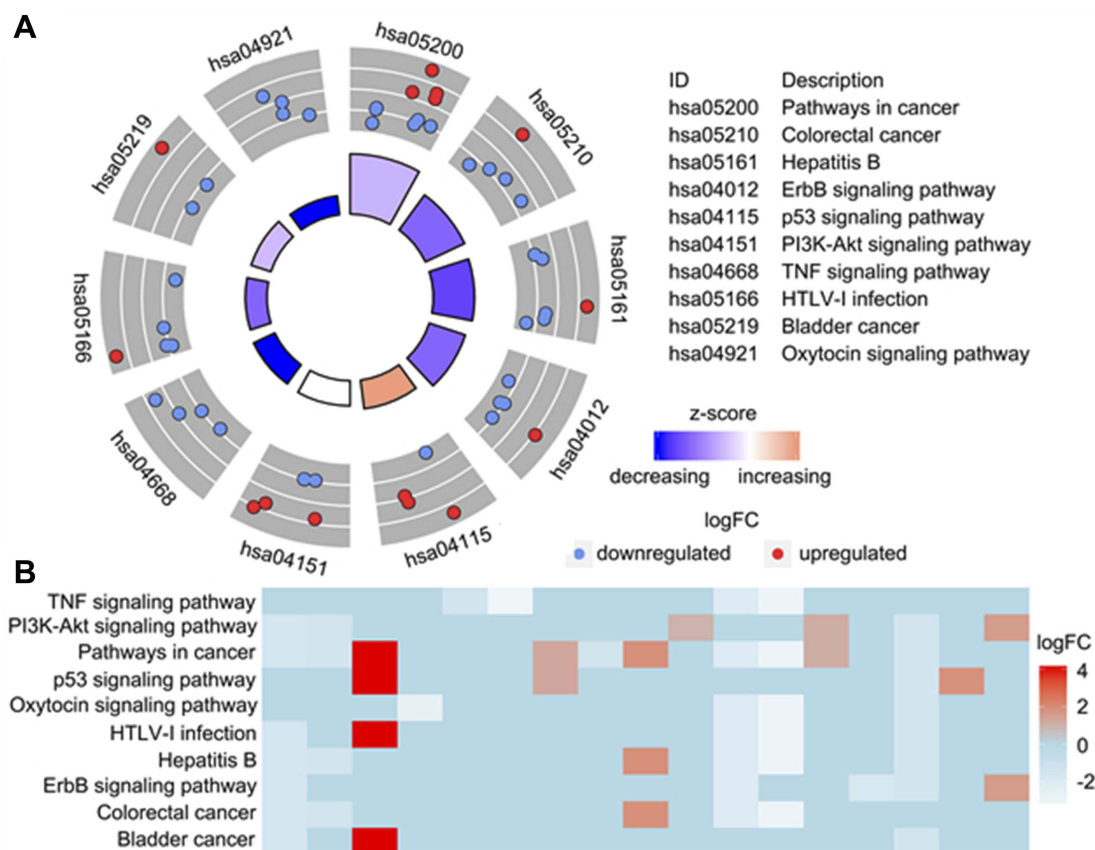 A
hsa04921
hsa05200
hsa05219
hsa05210
hsa05166
hsa05161
hsa04668
hsa04012
hsa04151
hsa04115
ID Description
hsa05200 Pathways in cancer
hsa05210 Colorectal cancer
hsa05161 Hepatitis B
hsa04012 ErbB signaling pathway
hsa04115 p53 signaling pathway
hsa04151 PI3K-Akt signaling pathway
hsa04668 TNF signaling pathway
hsa05166 HTLV-I infection
hsa05219 Bladder cancer
hsa04921 Oxytocin signaling pathway
z-score
decreasing increasing
logFC
downregulated upregulated
B
TNF signaling pathway
PI3K-Akt signaling pathway
Pathways in cancer
p53 signaling pathway
Oxytocin signaling pathway
HTLV-I infection
Hepatitis B
ErbB signaling pathway
Colorectal cancer
Bladder cancer
logFC
4
2
0
-2